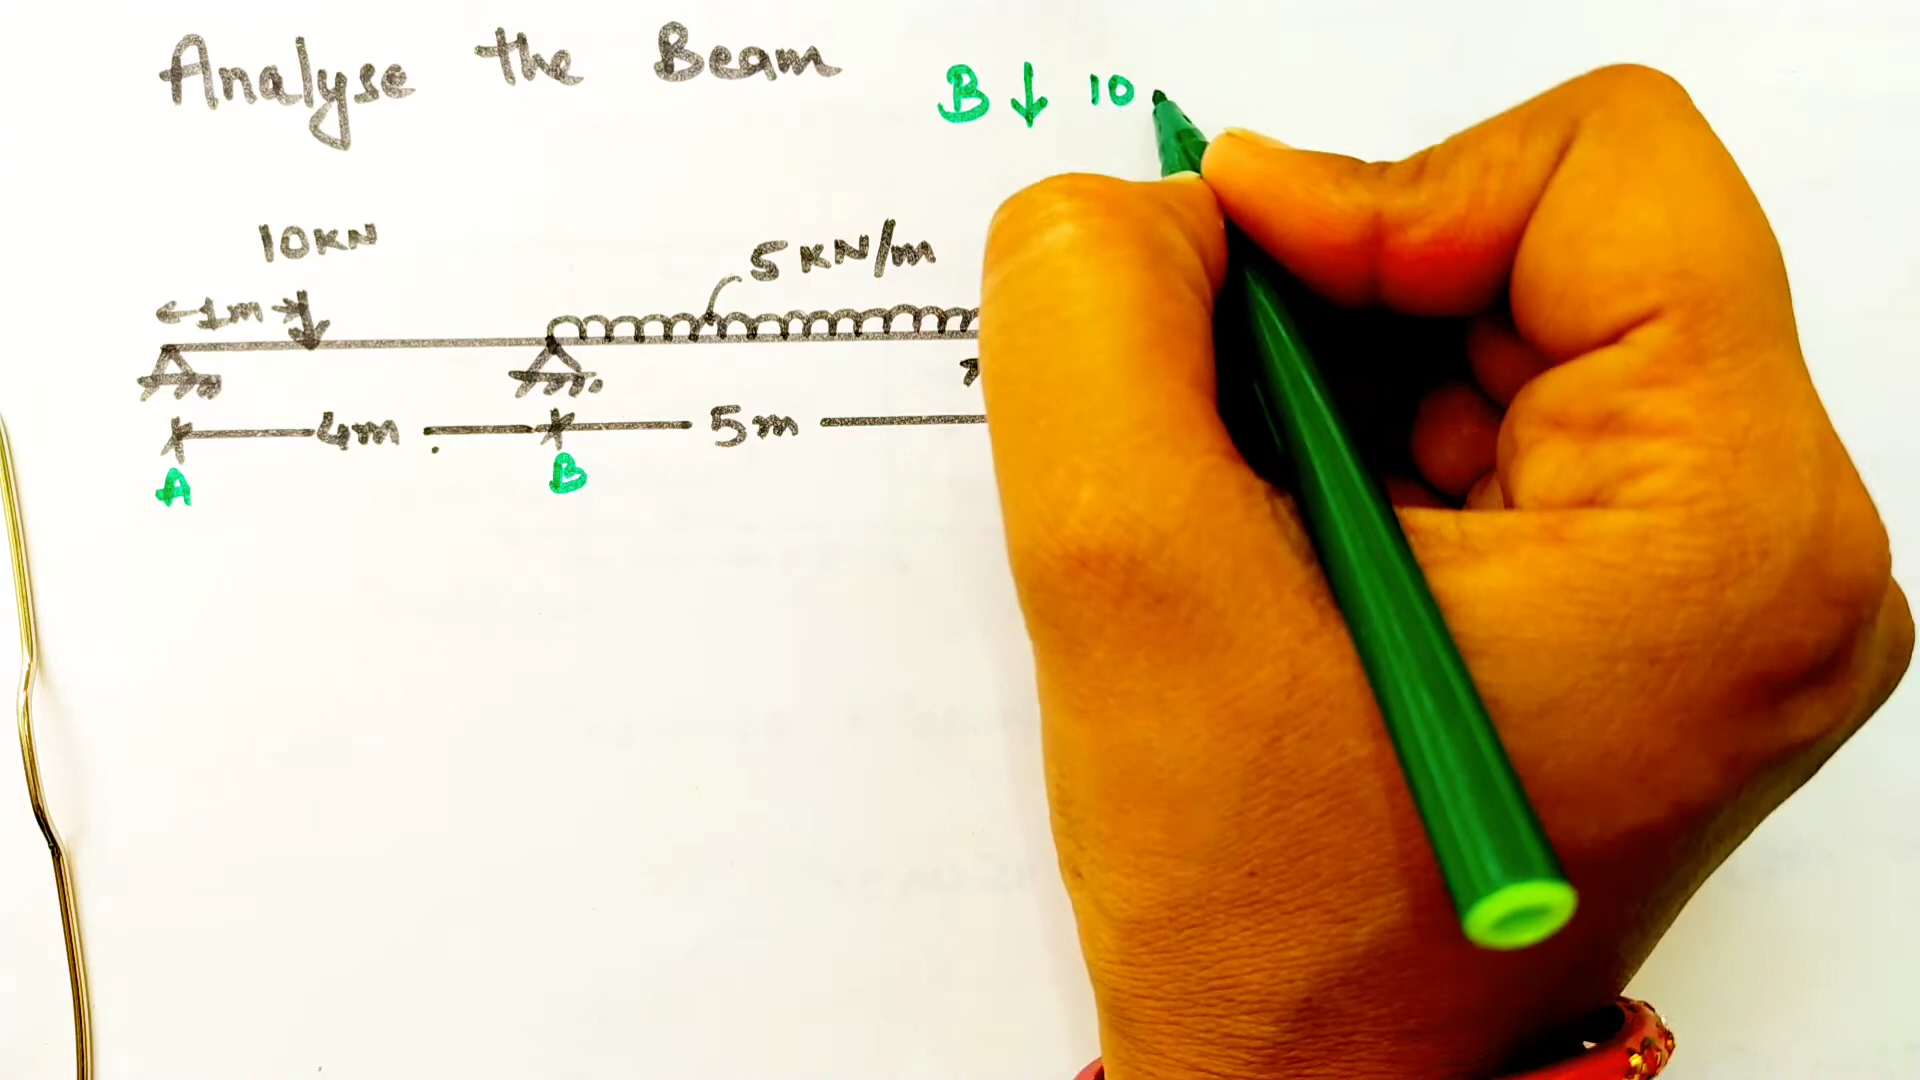 Analyse the Beam
B ↓ 10
10KN
5KN/m
1m
4m 5m
A B